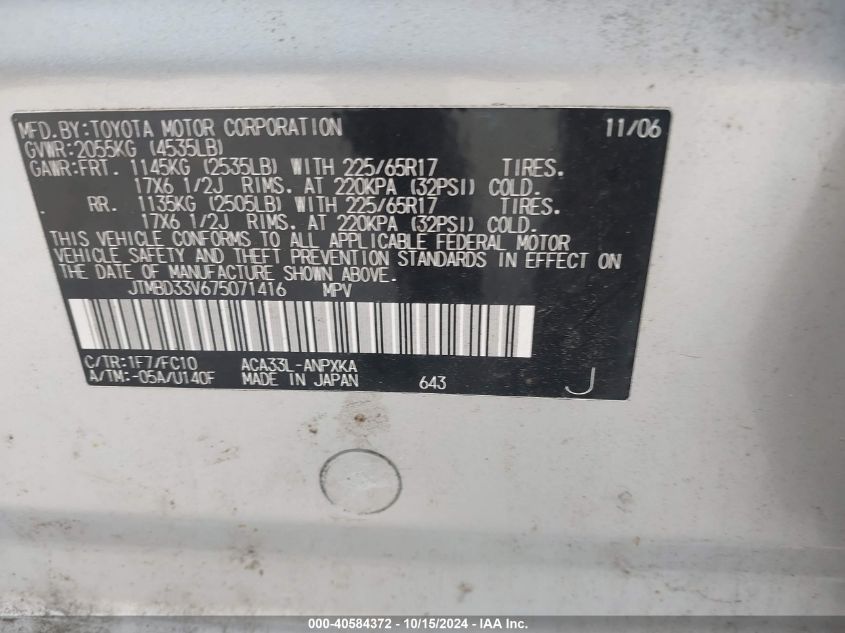 MFD.BY:TOYOTA MOTOR CORPORATION 11/06
GVWR:2055KG (4535LB)
GAWR:FRT. 1145KG (2535LB) WITH 225/65R17 TIRES.
17X6 1/2J RIMS. AT 220KPA (32PSI) COLD.
RR. 1135KG (2505LB) WITH 225/65R17 TIRES.
17X6 1/2J RIMS. AT 220KPA (32PSI) COLD.
THIS VEHICLE CONFORMS TO ALL APPLICABLE FEDERAL MOTOR
VEHICLE SAFETY AND THEFT PREVENTION STANDARDS IN EFFECT ON
THE DATE OF MANUFACTURE SHOWN ABOVE.
JTMBD33V675071416 MPV
C/TR:1F7/FC10 ACA33L-ANPXKA
A/TM:-05A/U140F MADE IN JAPAN 643 J
000-40584372 - 10/15/2024 - IAA Inc.